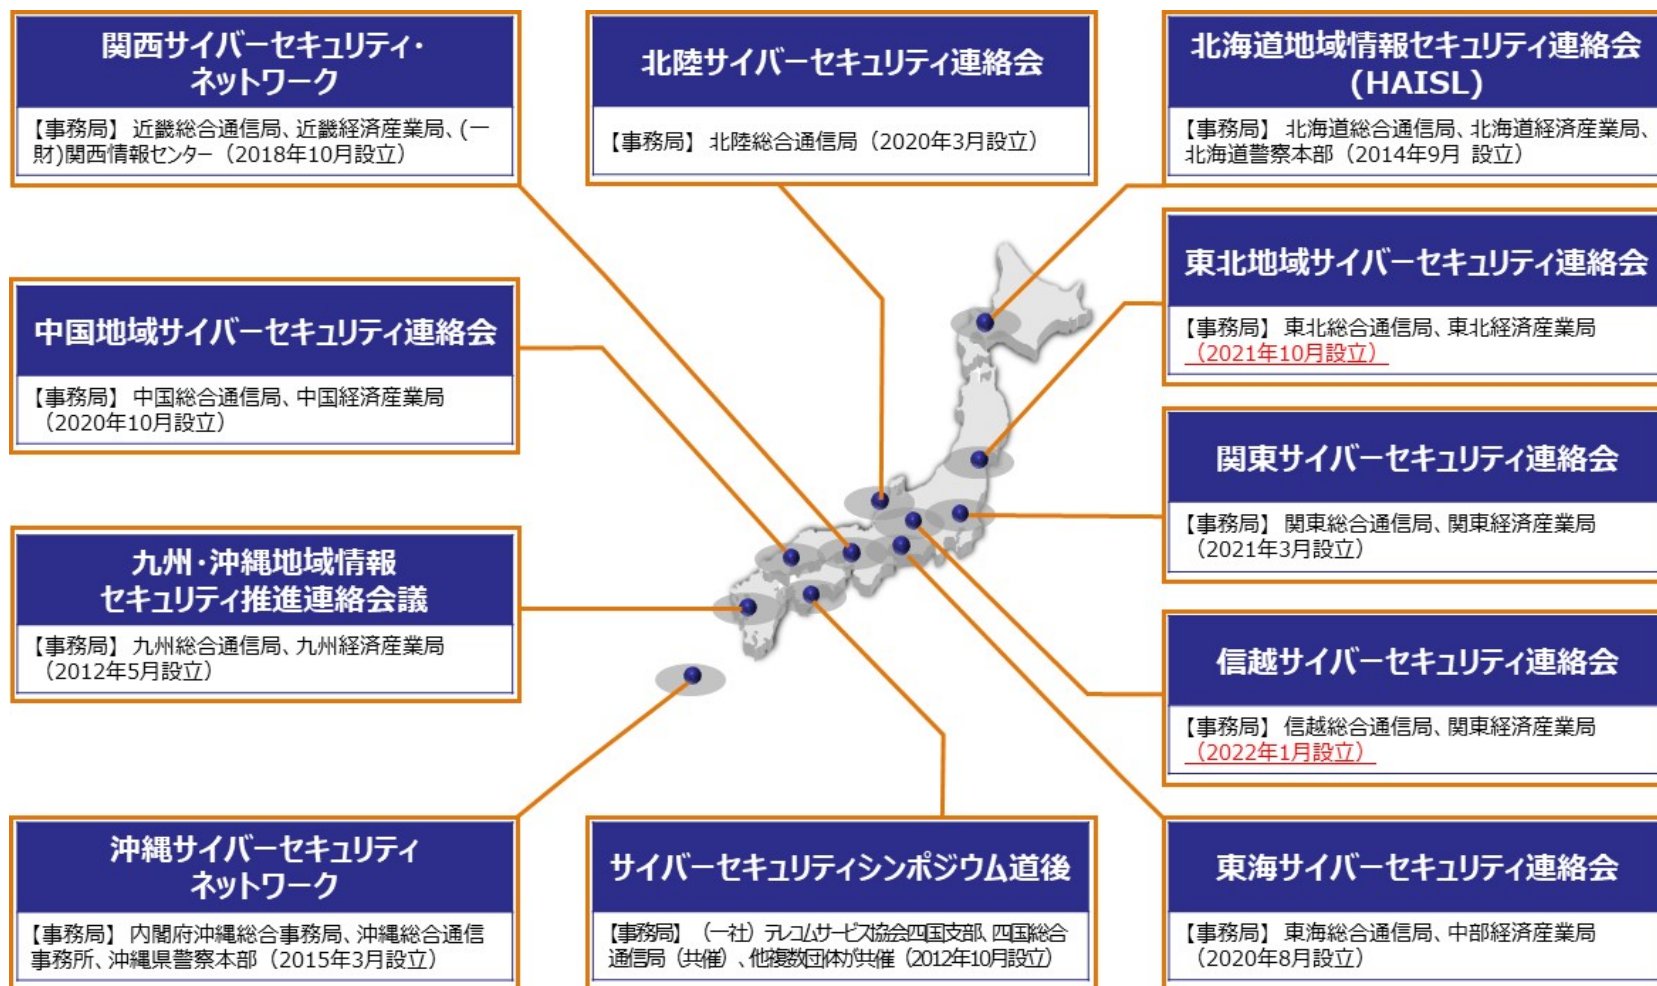 関西サイバーセキュリティ・
ネットワーク
【事務局】 近畿総合通信局、近畿経済産業局、(一
財)関西情報センター（2018年10月設立）
北陸サイバーセキュリティ連絡会
【事務局】 北陸総合通信局（2020年3月設立）
北海道地域情報セキュリティ連絡会
(HAISL)
【事務局】 北海道総合通信局、北海道経済産業局、
北海道警察本部（2014年9月 設立）
中国地域サイバーセキュリティ連絡会
【事務局】 中国総合通信局、中国経済産業局
（2020年10月設立）
東北地域サイバーセキュリティ連絡会
【事務局】 東北総合通信局、東北経済産業局
（2021年10月設立）
関東サイバーセキュリティ連絡会
【事務局】 関東総合通信局、関東経済産業局
（2021年3月設立）
九州・沖縄地域情報
セキュリティ推進連絡会議
【事務局】 九州総合通信局、九州経済産業局
（2012年5月設立）
信越サイバーセキュリティ連絡会
【事務局】 信越総合通信局、関東経済産業局
（2022年1月設立）
沖縄サイバーセキュリティ
ネットワーク
【事務局】 内閣府沖縄総合事務局、沖縄総合通信
事務所、沖縄県警察本部（2015年3月設立）
サイバーセキュリティシンポジウム道後
【事務局】（一社）テレコムサービス協会四国支部、四国総合
通信局（共催）、他複数団体が共催（2012年10月設立）
東海サイバーセキュリティ連絡会
【事務局】 東海総合通信局、中部経済産業局
（2020年8月設立）